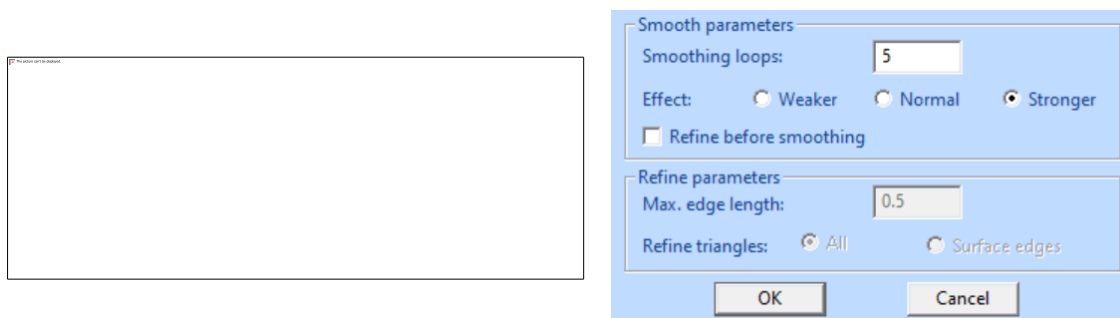 The picture can't be displayed.
Smooth parameters
Smoothing loops: 5
Effect: Weaker Normal Stronger
Refine before smoothing
Refine parameters
Max. edge length: 0.5
Refine triangles: All Surface edges
OK Cancel